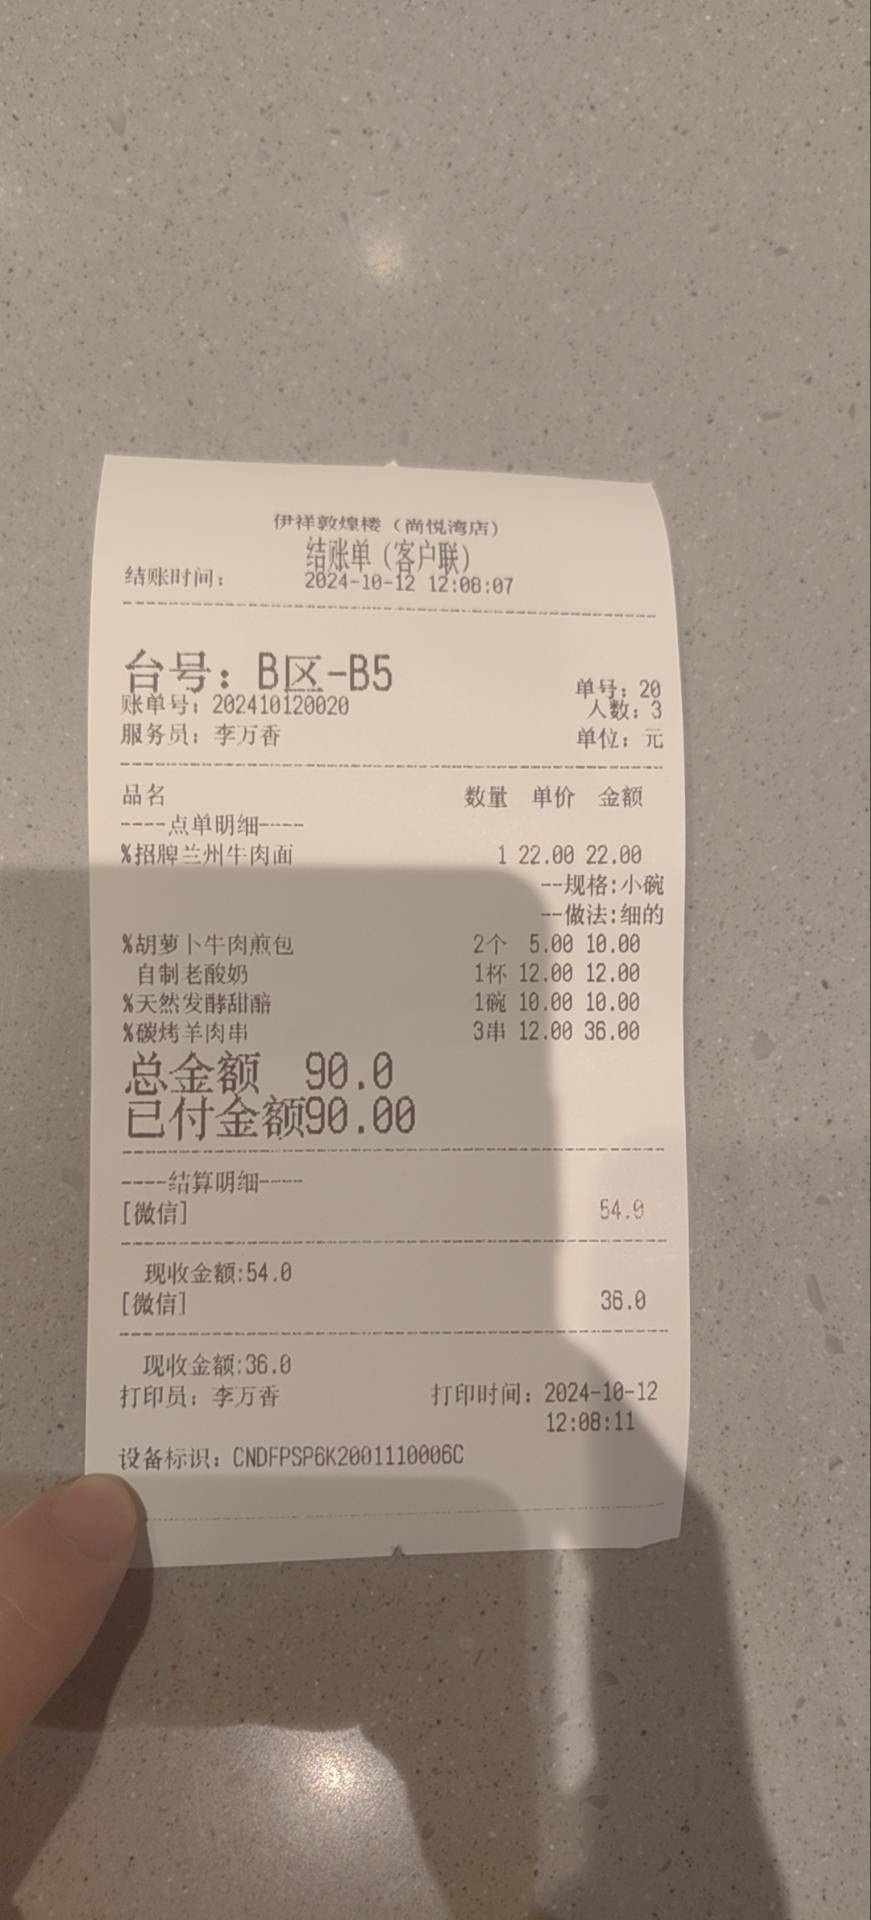 伊祥敦煌楼（尚悦湾店）
结账单（客户联）
结账时间： 2024-10-12 12:08:07
台号：B区-B5
单号：20
账单号：202410120020 人数：3
服务员：李万香 单位：元
品名 数量 单价 金额
----点单明细----
%招牌兰州牛肉面 1 22.00 22.00
--规格:小碗
--做法:细的
%胡萝卜牛肉煎包 2个 5.00 10.00
自制老酸奶 1杯 12.00 12.00
%天然发酵甜醅 1碗 10.00 10.00
%碳烤羊肉串 3串 12.00 36.00
总金额 90.0
已付金额90.00
----结算明细----
[微信] 54.0
现收金额:54.0
[微信] 36.0
现收金额:36.0
打印员：李万香 打印时间：2024-10-12
12:08:11
设备标识：CNDFPSP6K2001110006C